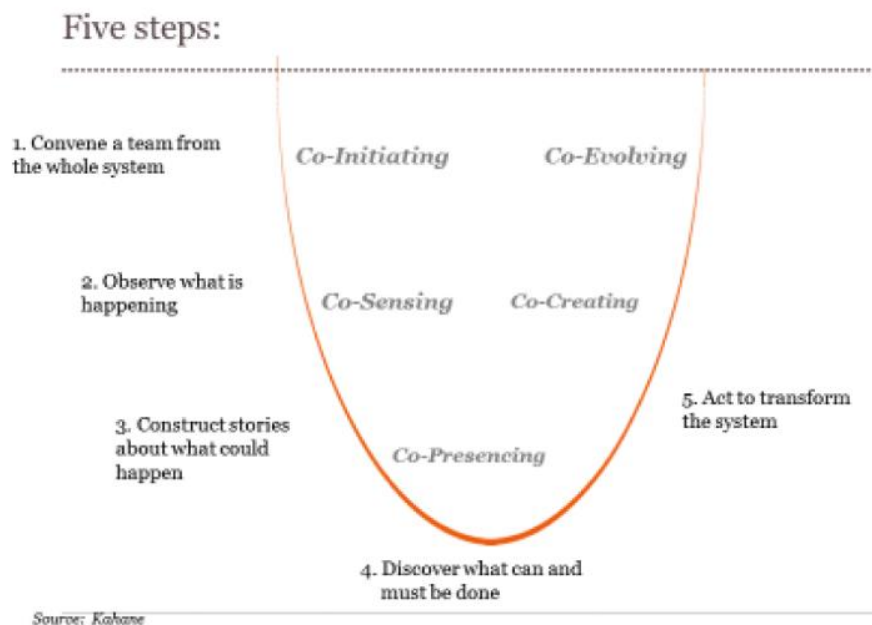 Five steps:
1. Convene a team from
the whole system
Co-Initiating
Co-Evolving
2. Observe what is
happening
Co-Sensing
Co-Creating
3. Construct stories
about what could
happen
Co-Presencing
5. Act to transform
the system
4. Discover what can and
must be done
Source: Kahane